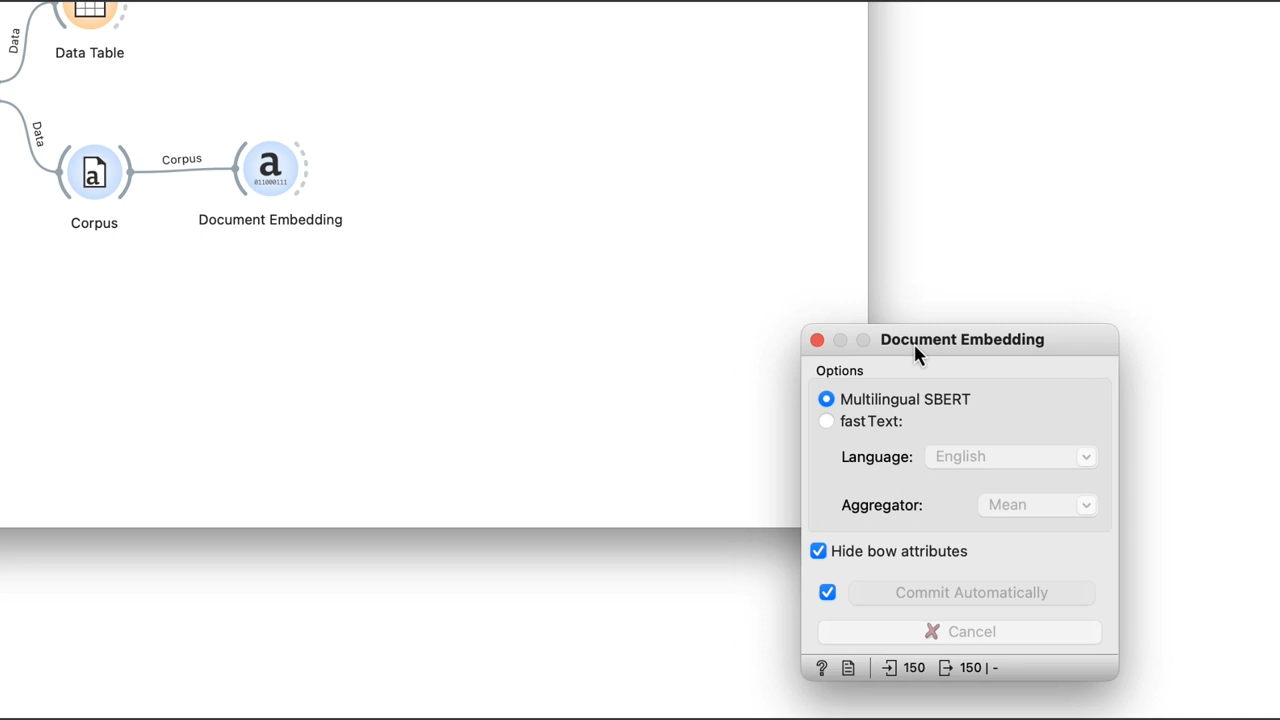 Data
Data Table
Data
a
Corpus
Corpus
a
011000111
Document Embedding
Document Embedding
Options
Multilingual SBERT
fastText:
Language: English
Aggregator: Mean
Hide bow attributes
Commit Automatically
Cancel
? 150 150 | -